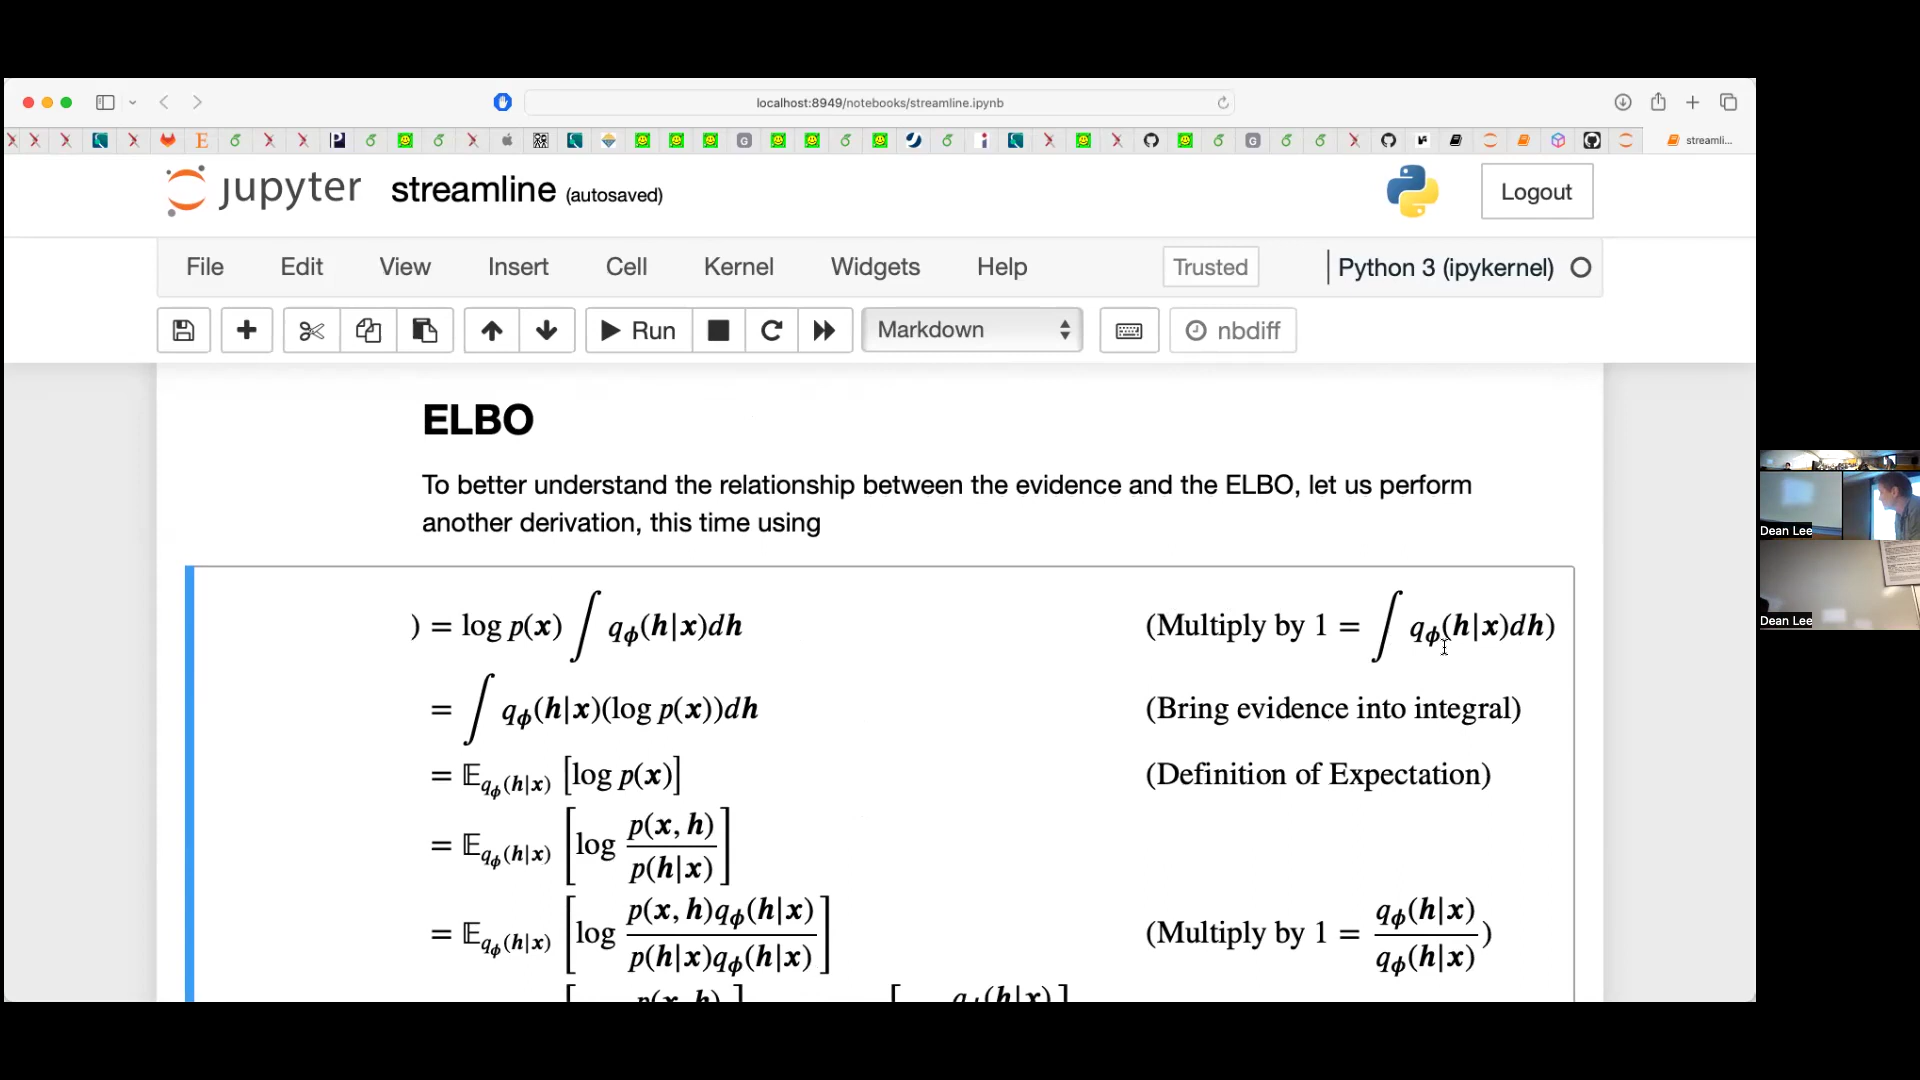 localhost:8949/notebooks/streamline.ipynb
streamli...
jupyter streamline (autosaved)
Logout
File Edit View Insert Cell Kernel Widgets Help Trusted Python 3 (ipykernel)
Run Markdown nbdiff
ELBO
To better understand the relationship between the evidence and the ELBO, let us perform
another derivation, this time using
) = log p(x) ∫ q_ϕ(h|x)dh (Multiply by 1 = ∫ q_ϕ(h|x)dh)
= ∫ q_ϕ(h|x)(log p(x))dh (Bring evidence into integral)
= 𝔼_{q_ϕ(h|x)} [log p(x)] (Definition of Expectation)
= 𝔼_{q_ϕ(h|x)} [log p(x, h) / p(h|x)]
= 𝔼_{q_ϕ(h|x)} [log p(x, h)q_ϕ(h|x) / p(h|x)q_ϕ(h|x)] (Multiply by 1 = q_ϕ(h|x) / q_ϕ(h|x))
Dean Lee
Dean Lee